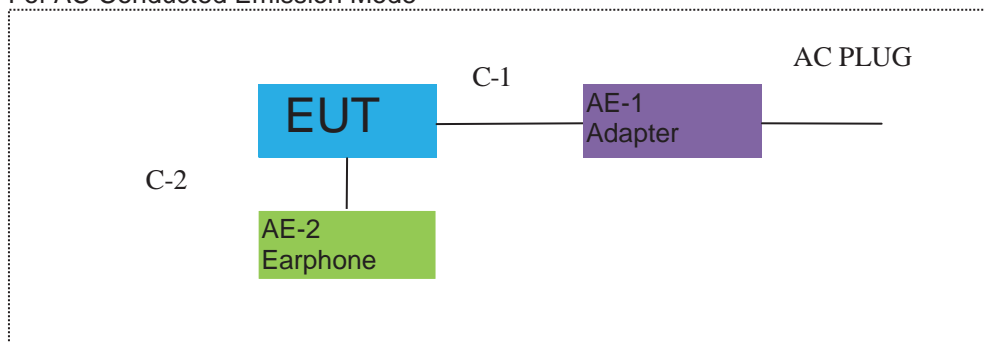 For AC Conducted Emission Mode
AC PLUG
C-1
EUT
AE-1
Adapter
C-2
AE-2
Earphone